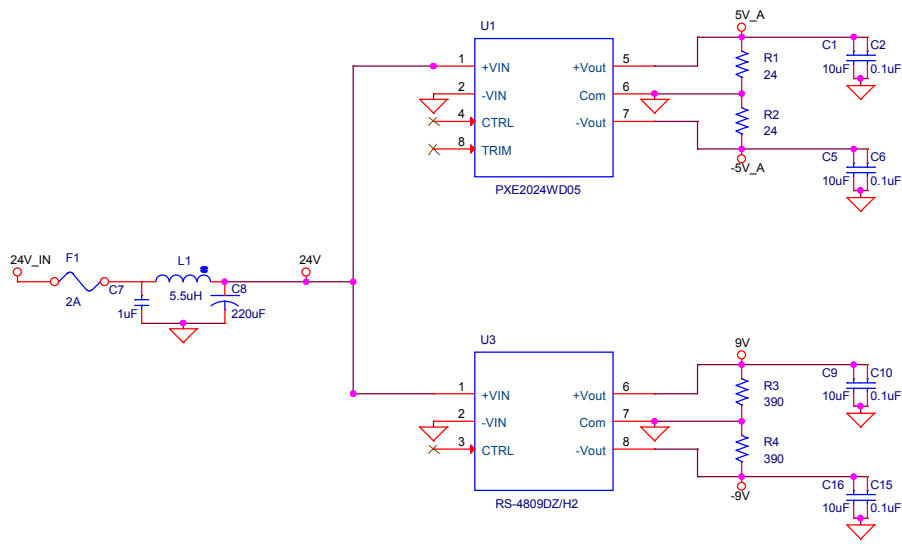 5V_A
U1
C1 C2
1 +VIN +Vout 5
R1
24
10uF 0.1uF
2 -VIN Com 6
4 CTRL -Vout 7
R2
24
8 TRIM
-5V_A
C5 C6
10uF 0.1uF
PXE2024WD05
24V_IN F1 L1 24V
2A C7 5.5uH C8
1uF 220uF
U3
9V
C9 C10
1 +VIN +Vout 6
R3
390
10uF 0.1uF
2 -VIN Com 7
3 CTRL -Vout 8
R4
390
-9V
C16 C15
10uF 0.1uF
RS-4809DZ/H2